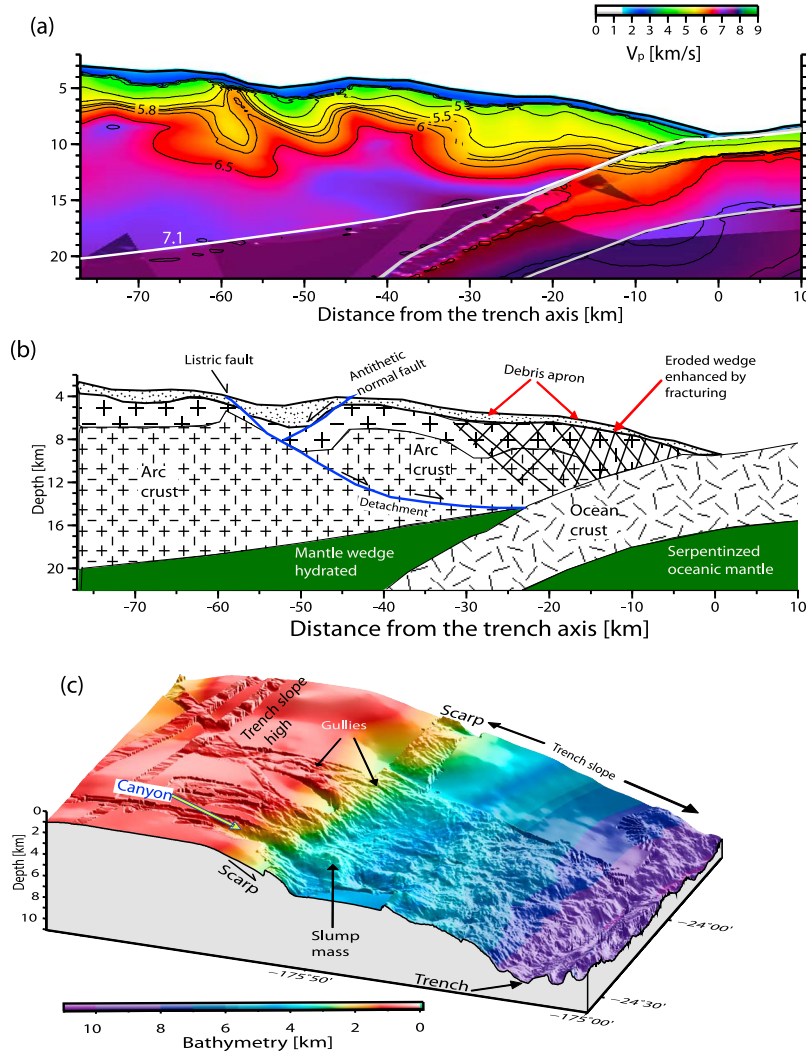 (a)
0 1 2 3 4 5 6 7 8 9
Vp [km/s]
5
10
15
20
5
10
15
20
5.8
6.5
7.1
5
5.5
6
-70 -60 -50 -40 -30 -20 -10 0 10
Distance from the trench axis [km]
(b)
Listric fault
Antithetic
normal fault
Debris apron
Eroded wedge
enhanced by
fracturing
Depth [km]
4
8
12
16
20
Arc
crust
Arc
crust
Detachment
Ocean
crust
Mantle wedge
hydrated
Serpentinzed
oceanic mantle
-70 -60 -50 -40 -30 -20 -10 0 10
Distance from the trench axis [km]
(c)
Trench slope
high
Gullies
Scarp
Trench slope
Canyon
Depth [km]
0
2
4
6
8
10
Scarp
Slump
mass
Trench
−175°50'
−175°00'
−24°30'
−24°00'
10 8 6 4 2 0
Bathymetry [km]